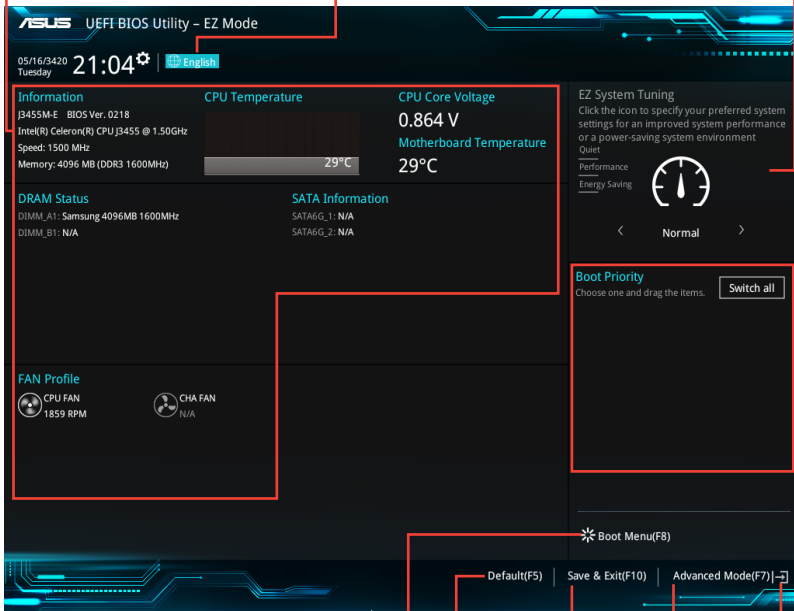 ASUS UEFI BIOS Utility – EZ Mode
05/16/3420
Tuesday
21:04
English
Information
J3455M-E BIOS Ver. 0218
Intel(R) Celeron(R) CPU J3455 @ 1.50GHz
Speed: 1500 MHz
Memory: 4096 MB (DDR3 1600MHz)
CPU Temperature
29°C
CPU Core Voltage
0.864 V
Motherboard Temperature
29°C
EZ System Tuning
Click the icon to specify your preferred system
settings for an improved system performance
or a power-saving system environment
Quiet
Performance
Energy Saving
Normal
DRAM Status
DIMM_A1: Samsung 4096MB 1600MHz
DIMM_B1: N/A
SATA Information
SATA6G_1: N/A
SATA6G_2: N/A
Boot Priority
Choose one and drag the items.
Switch all
FAN Profile
CPU FAN
1859 RPM
CHA FAN
N/A
Boot Menu(F8)
Default(F5)
Save & Exit(F10)
Advanced Mode(F7)